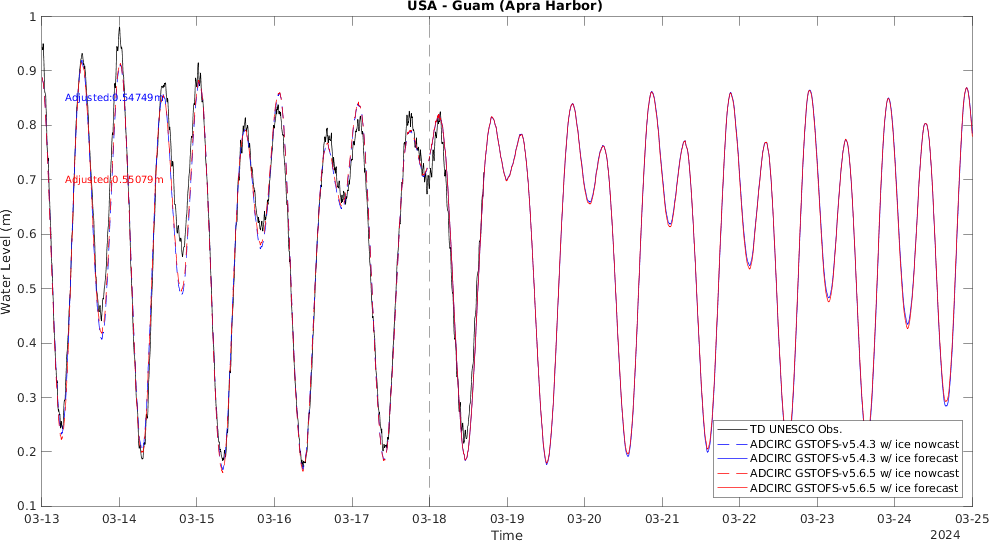 USA - Guam (Apra Harbor)
1
0.9
0.8
0.7
0.6
0.5
0.4
0.3
0.2
0.1
Water Level (m)
Adjusted:0.54749m
Adjusted:0.55079m
TD UNESCO Obs.
ADCIRC GSTOFS-v5.4.3 w/ ice nowcast
ADCIRC GSTOFS-v5.4.3 w/ ice forecast
ADCIRC GSTOFS-v5.6.5 w/ ice nowcast
ADCIRC GSTOFS-v5.6.5 w/ ice forecast
03-13 03-14 03-15 03-16 03-17 03-18 03-19 03-20 03-21 03-22 03-23 03-24 03-25
Time
2024